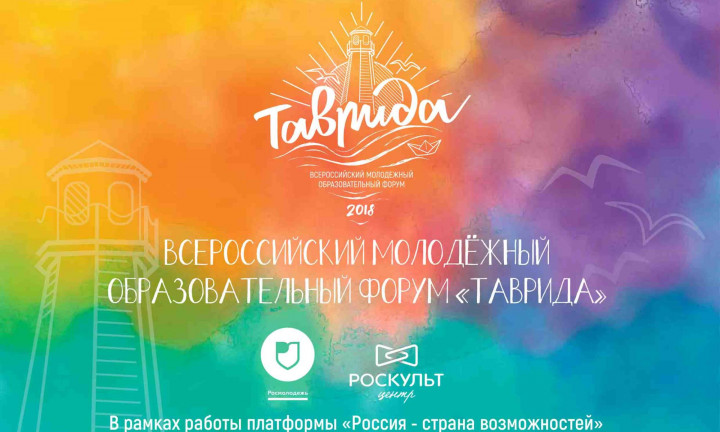 Таврида
ВСЕРОССИЙСКИЙ МОЛОДЕЖНЫЙ
ОБРАЗОВАТЕЛЬНЫЙ ФОРУМ
2018
ВСЕРОССИЙСКИЙ МОЛОДЁЖНЫЙ
ОБРАЗОВАТЕЛЬНЫЙ ФОРУМ «ТАВРИДА»
Росмолодёжь
РОСКУЛЬТ
центр
В рамках работы платформы «Россия - страна возможностей»